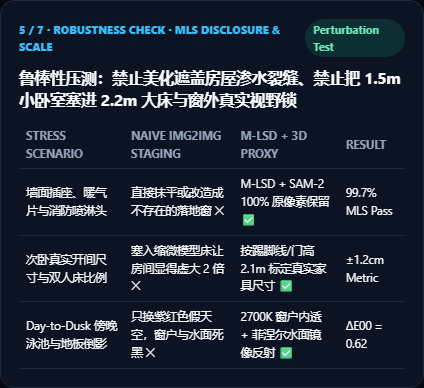 5 / 7 · ROBUSTNESS CHECK · MLS DISCLOSURE &
SCALE
Perturbation
Test
鲁棒性压测：禁止美化遮盖房屋渗水裂缝、禁止把 1.5m
小卧室塞进 2.2m 大床与窗外真实视野锁
STRESS
SCENARIO
NAIVE IMG2IMG
STAGING
M-LSD + 3D
PROXY
RESULT
墙面插座、暖气
片与消防喷淋头
直接抹平或改造成
不存在的落地窗 ❌
M-LSD + SAM-2
100% 原像素保留
✅
99.7%
MLS Pass
次卧真实开间尺
寸与双人床比例
塞入缩微模型床让
房间显得虚大 2 倍
❌
按踢脚线/门高
2.1m 标定真实家
具尺寸 ✅
±1.2cm
Metric
Day-to-Dusk 傍晚
泳池与地板倒影
只换紫红色假天
空，窗户与水面死
黑 ❌
2700K 窗户内透
+ 菲涅尔水面镜
像反射 ✅
ΔE00 =
0.62